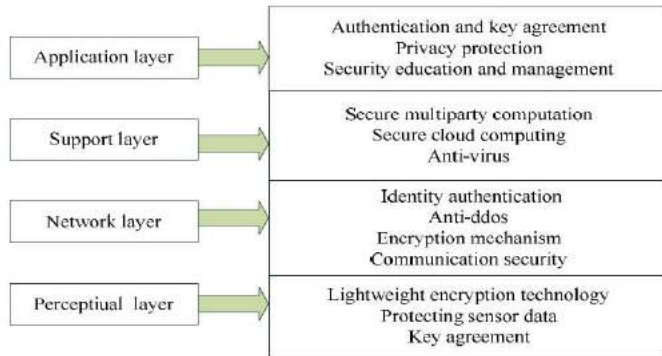 Application layer
Authentication and key agreement
Privacy protection
Security education and management
Support layer
Secure multiparty computation
Secure cloud computing
Anti-virus
Network layer
Identity authentication
Anti-ddos
Encryption mechanism
Communication security
Perceptiual layer
Lightweight encryption technology
Protecting sensor data
Key agreement